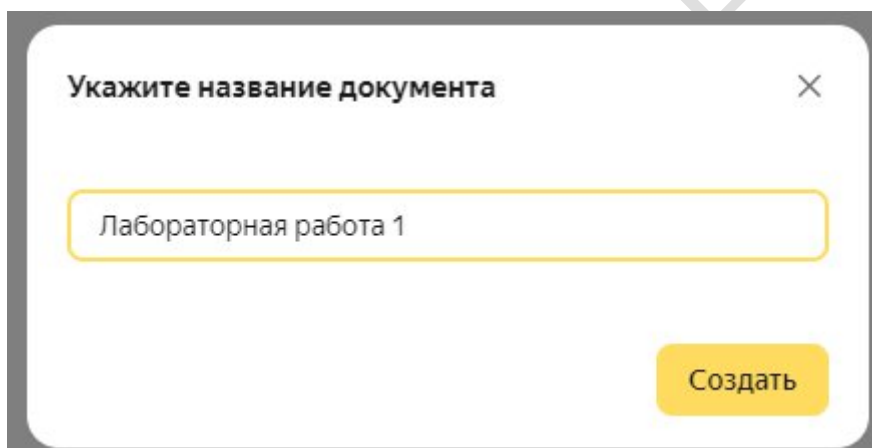 Укажите название документа
Лабораторная работа 1
Создать